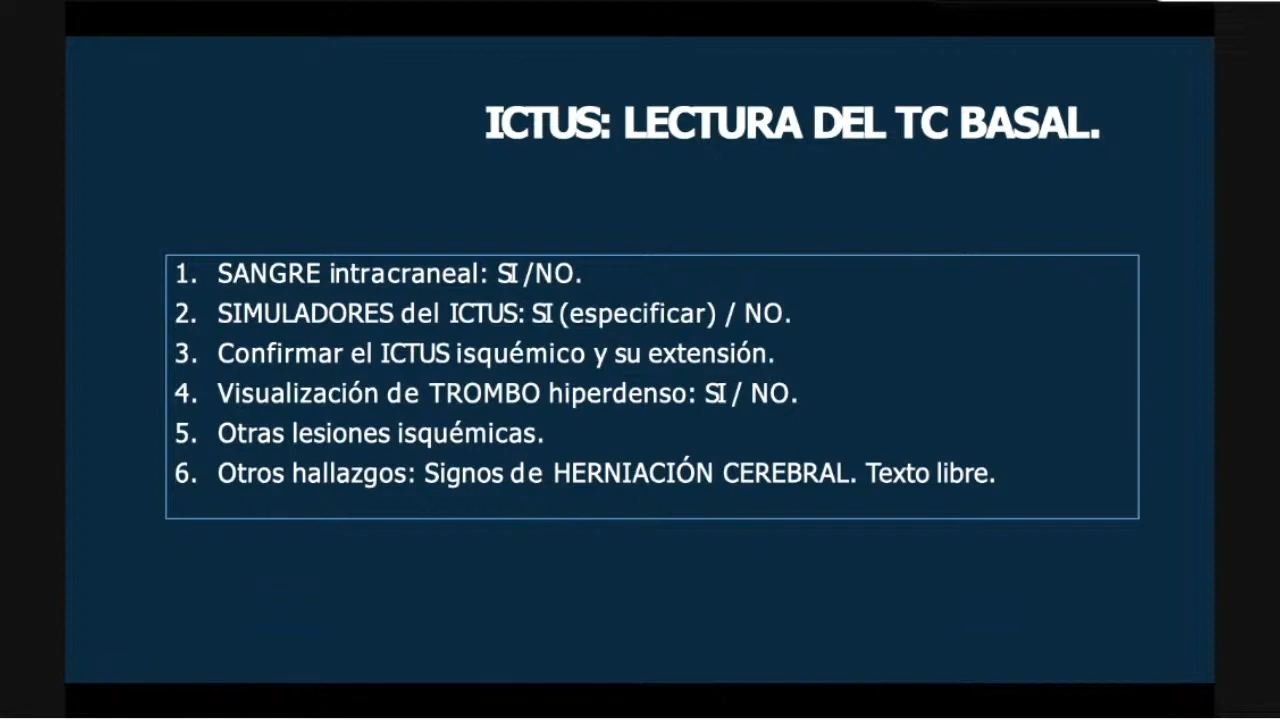 ICTUS: LECTURA DEL TC BASAL.
1. SANGRE intracraneal: SI /NO.
2. SIMULADORES del ICTUS: SI (especificar) / NO.
3. Confirmar el ICTUS isquémico y su extensión.
4. Visualización de TROMBO hiperdenso: SI / NO.
5. Otras lesiones isquémicas.
6. Otros hallazgos: Signos de HERNIACIÓN CEREBRAL. Texto libre.